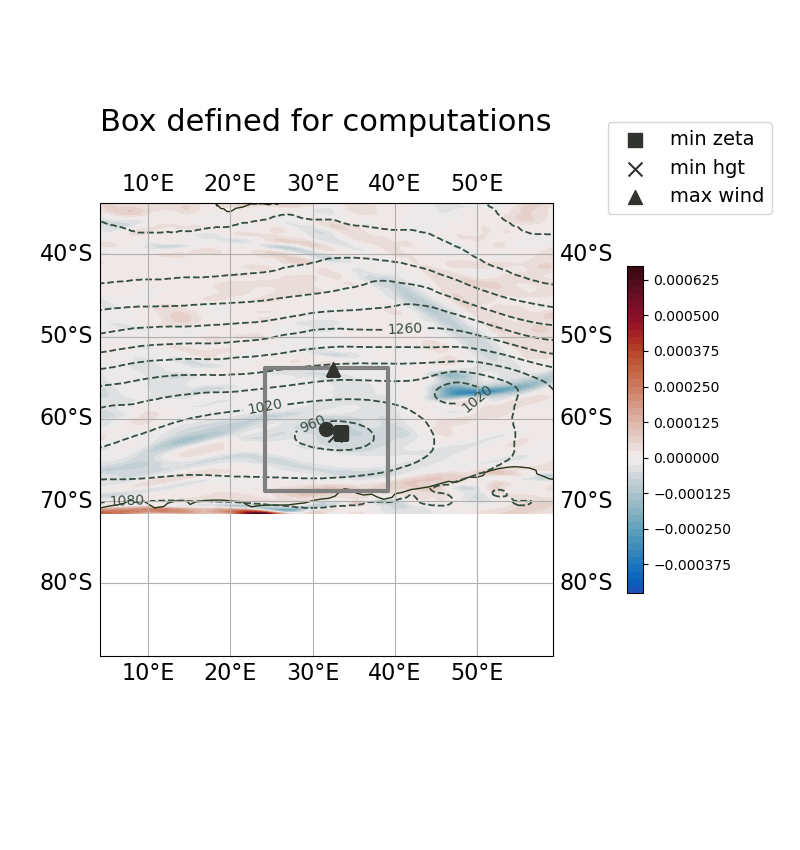 Box defined for computations
min zeta
min hgt
max wind
10°E 20°E 30°E 40°E 50°E
40°S 40°S
50°S 50°S
60°S 60°S
70°S 70°S
80°S 80°S
1260
1020
1020
960
1080
10°E 20°E 30°E 40°E 50°E
0.000625
0.000500
0.000375
0.000250
0.000125
0.000000
−0.000125
−0.000250
−0.000375